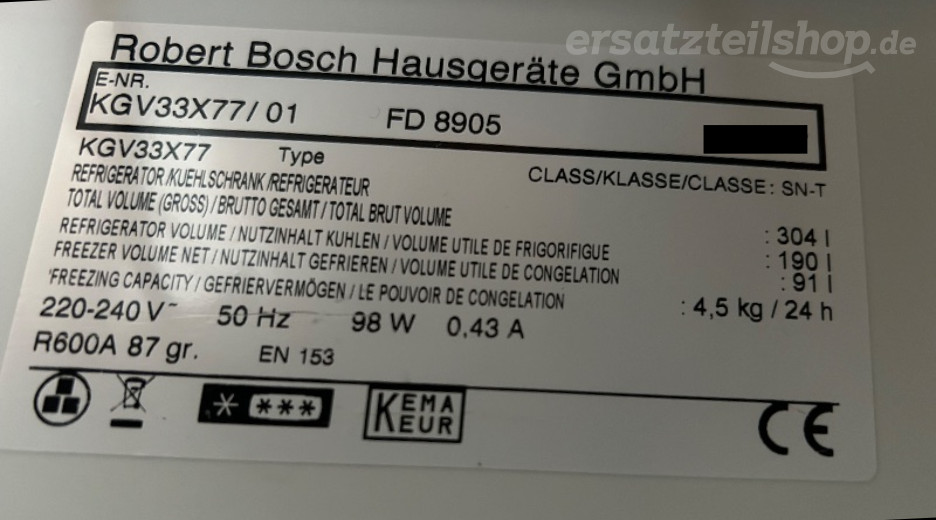 ersatzteilshop.de
Robert Bosch Hausgeräte GmbH
E-NR.
KGV33X77/ 01 FD 8905
KGV33X77 Type
CLASS/KLASSE/CLASSE: SN-T
REFRIGERATOR/KUEHLSCHRANK/REFRIGERATEUR
TOTAL VOLUME (GROSS) / BRUTTO GESAMT / TOTAL BRUT VOLUME : 304 l
REFRIGERATOR VOLUME / NUTZINHALT KUHLEN / VOLUME UTILE DE FRIGORIFIGUE : 190 l
FREEZER VOLUME NET / NUTZINHALT GEFRIEREN / VOLUME UTILE DE CONGELATION : 91 l
'FREEZING CAPACITY / GEFRIERVERMÖGEN / LE POUVOIR DE CONGELATION : 4,5 kg / 24 h
220-240 V~ 50 Hz 98 W 0,43 A
R600A 87 gr. EN 153
KEMA
KEUR
CE